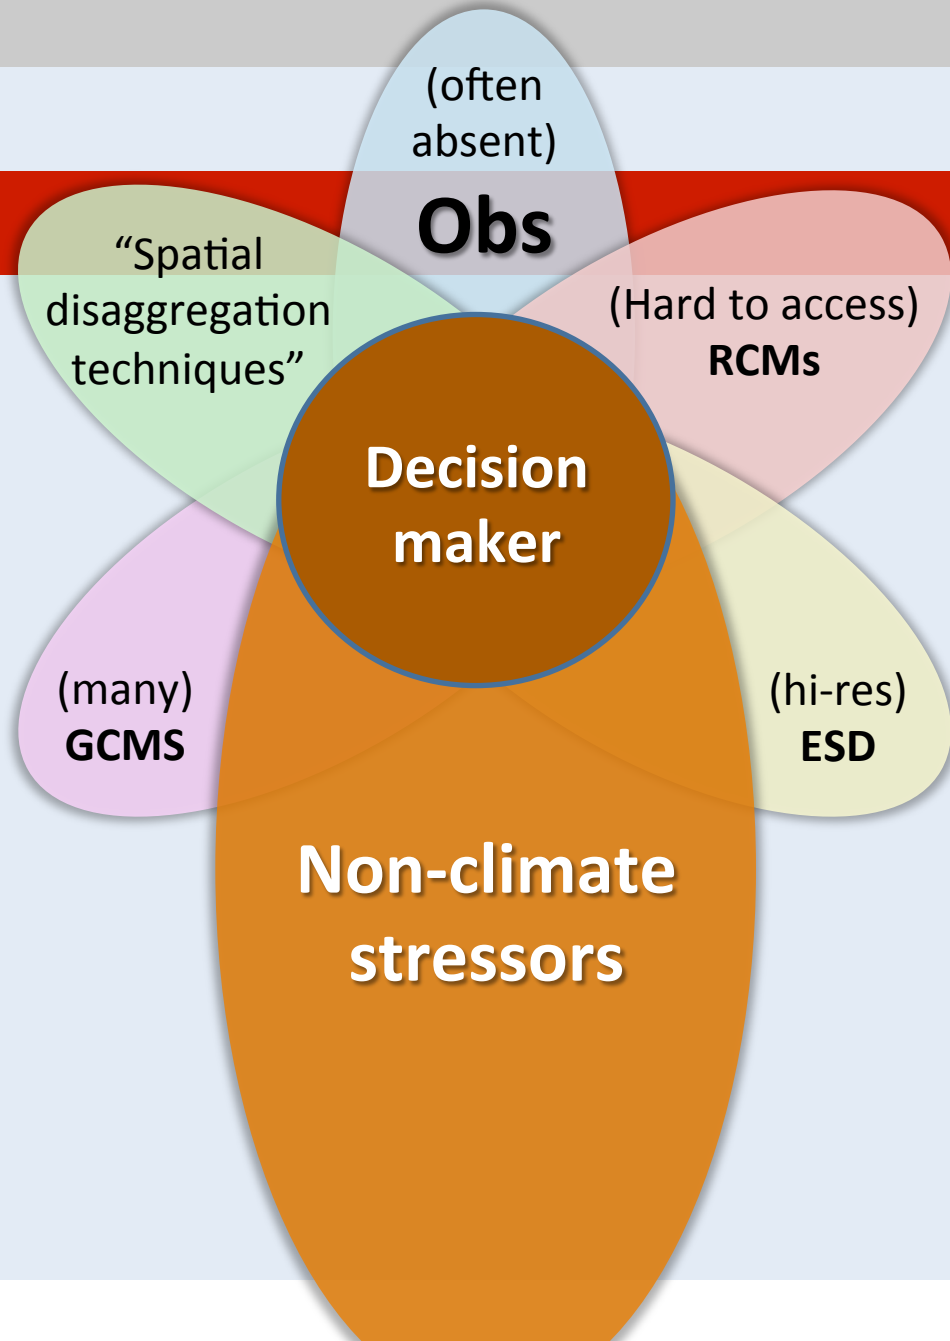 (often
absent)
Obs
“Spatial
disaggregation
techniques”
(Hard to access)
RCMs
Decision
maker
(many)
GCMS
(hi-res)
ESD
Non-climate
stressors